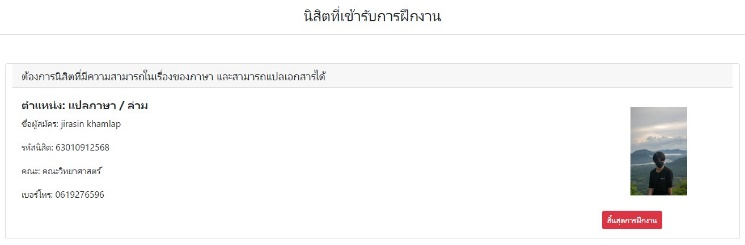 นิสิตที่เข้ารับการฝึกงาน
ต้องการนิสิตที่มีความสามารถในเรื่องของภาษา และสามารถแปลเอกสารได้
ตำแหน่ง: แปลภาษา / ล่าม
ชื่อผู้สมัคร: jirasin khamlap
รหัสนิสิต: 63010912568
คณะ: คณะวิทยาศาสตร์
เบอร์โทร: 0619276596
สิ้นสุดการฝึกงาน